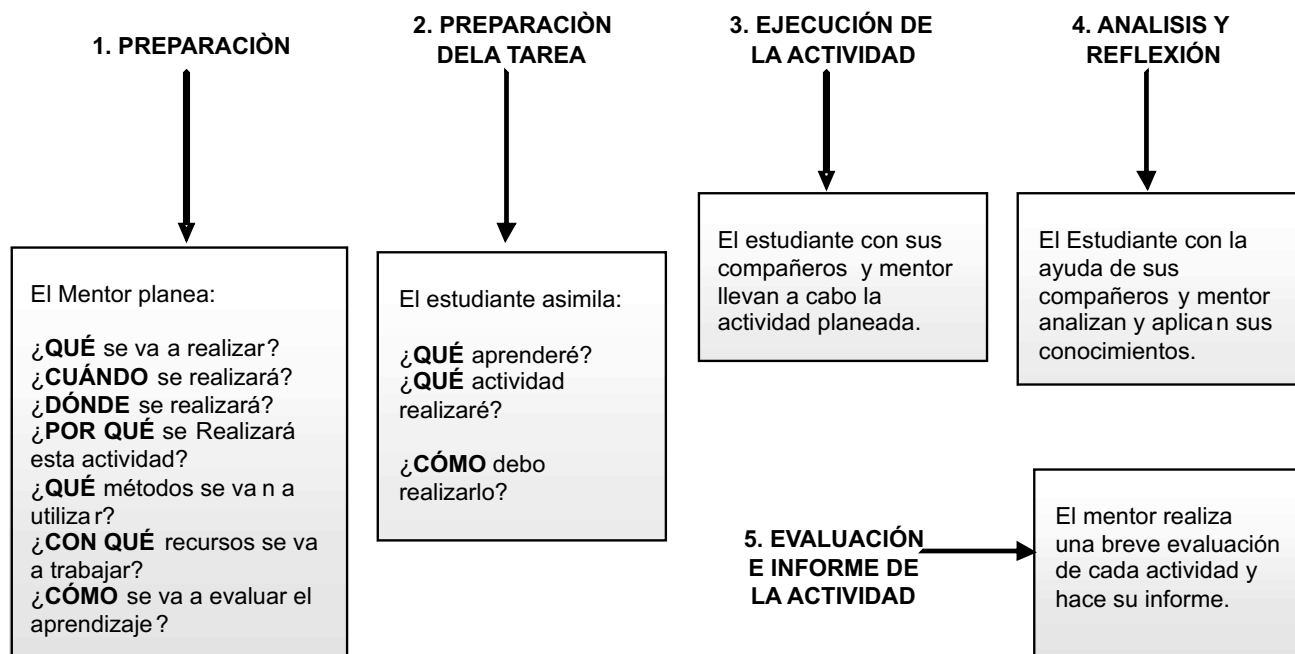 1. PREPARACIÒN
El Mentor planea:
¿QUÉ se va a realizar?
¿CUÁNDO se realizará?
¿DÓNDE se realizará?
¿POR QUÉ se Realizará
esta actividad?
¿QUÉ métodos se va n a
utiliza r?
¿CON QUÉ recursos se va
a trabajar?
¿CÓMO se va a evaluar el
aprendizaje ?
2. PREPARACIÒN
DELA TAREA
El estudiante asimila:
¿QUÉ aprenderé?
¿QUÉ actividad
realizaré?
¿CÓMO debo
realizarlo?
3. EJECUCIÓN DE
LA ACTIVIDAD
El estudiante con sus
compañeros y mentor
llevan a cabo la
actividad planeada.
4. ANALISIS Y
REFLEXIÓN
El Estudiante con la
ayuda de sus
compañeros y mentor
analizan y aplican sus
conocimientos.
5. EVALUACIÓN
E INFORME DE
LA ACTIVIDAD
El mentor realiza
una breve evaluación
de cada actividad y
hace su informe.